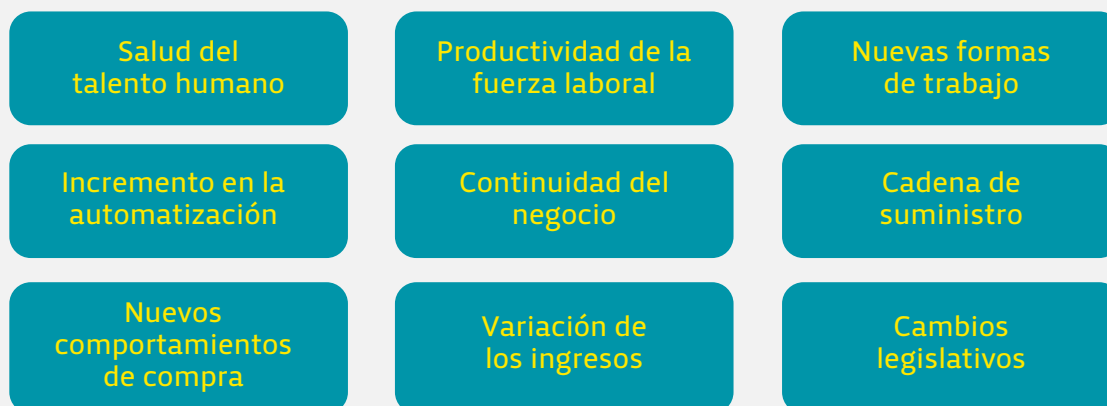 Salud del
talento humano
Productividad de la
fuerza laboral
Nuevas formas
de trabajo
Incremento en la
automatización
Continuidad del
negocio
Cadena de
suministro
Nuevos
comportamientos
de compra
Variación de
los ingresos
Cambios
legislativos